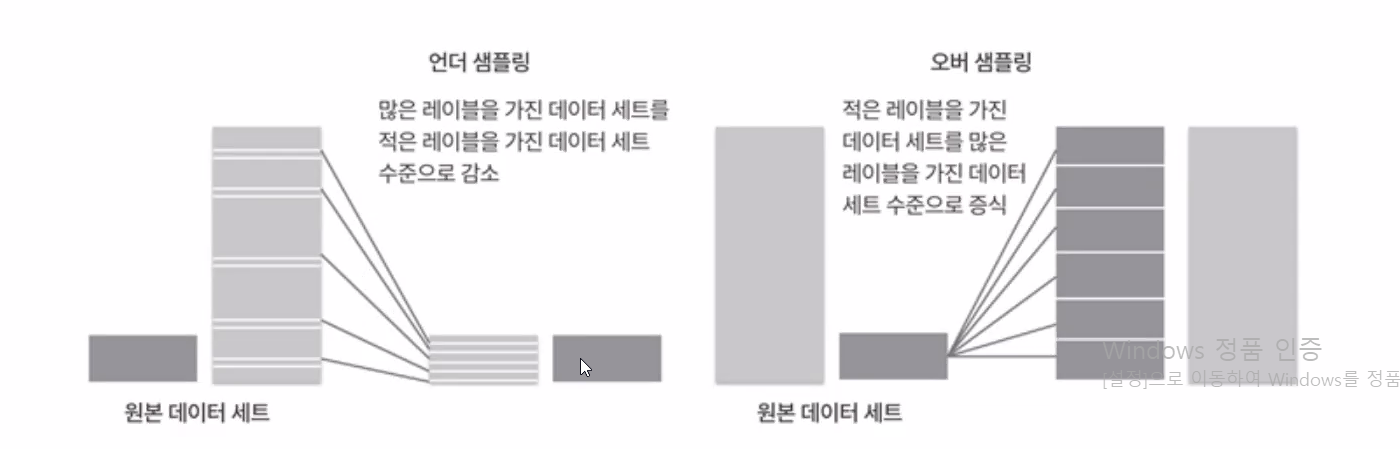 언더 샘플링
많은 레이블을 가진 데이터 세트를
적은 레이블을 가진 데이터 세트
수준으로 감소
원본 데이터 세트
오버 샘플링
적은 레이블을 가진
데이터 세트를 많은
레이블을 가진 데이터
세트 수준으로 증식
원본 데이터 세트
Windows 정품 인증
[설정]으로 이동하여 Windows를 정품